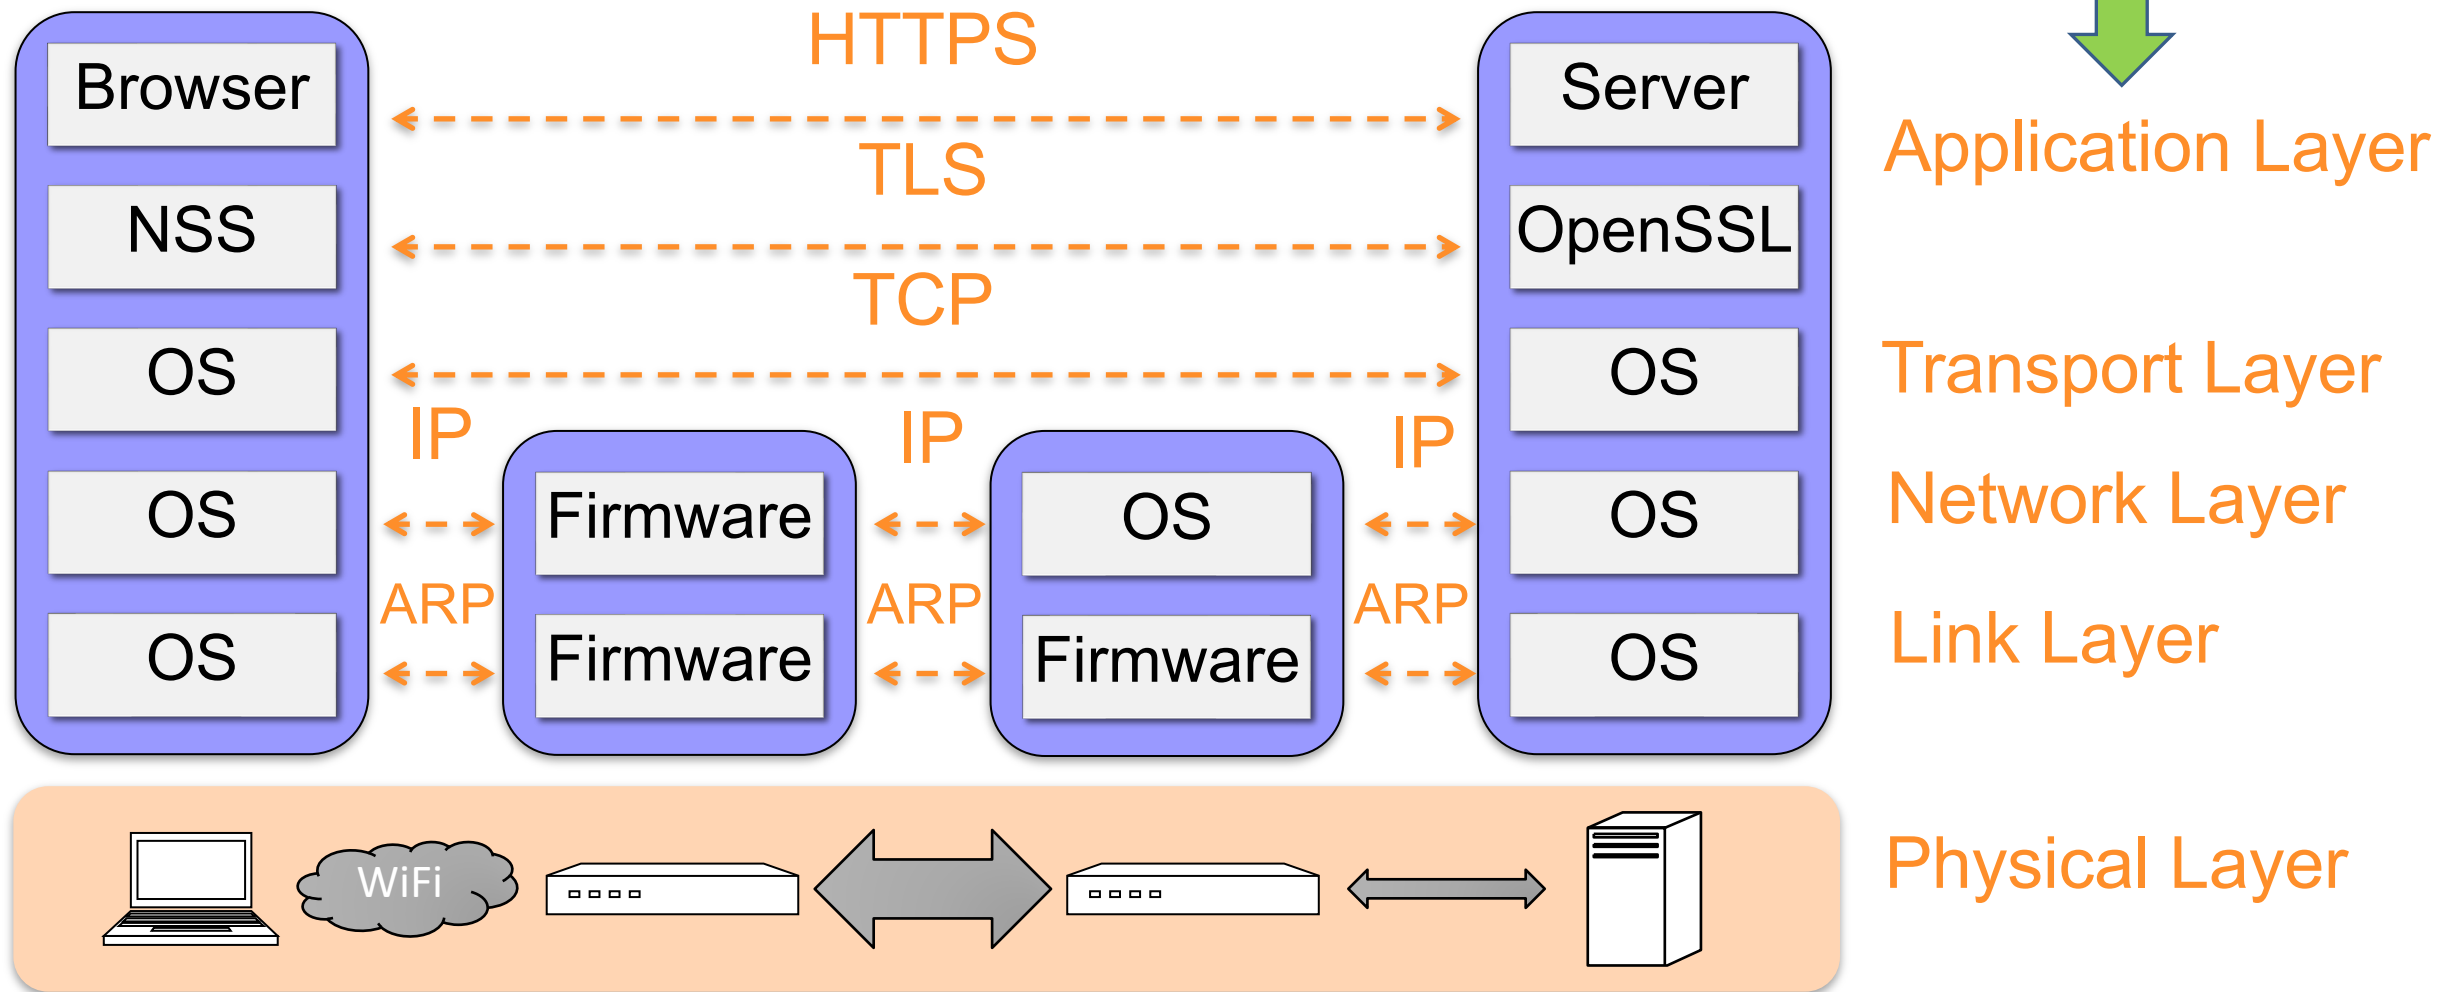 HTTPS
Browser
Server
Application Layer
TLS
NSS
OpenSSL
TCP
OS
OS
Transport Layer
IP
IP
IP
OS
Firmware
OS
OS
Network Layer
ARP
ARP
ARP
OS
Firmware
Firmware
OS
Link Layer
WiFi
Physical Layer